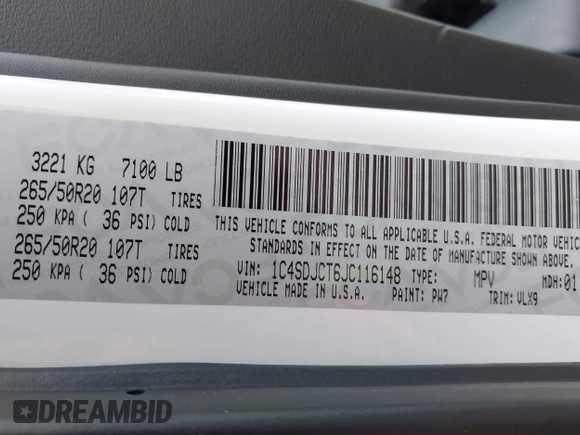 3221 KG 7100 LB
265/50R20 107T TIRES
250 KPA ( 36 PSI) COLD
265/50R20 107T TIRES
250 KPA ( 36 PSI) COLD
THIS VEHICLE CONFORMS TO ALL APPLICABLE U.S.A. FEDERAL MOTOR VEHIC
STANDARDS IN EFFECT ON THE DATE OF MANUFACTURE SHOWN ABOVE.
VIN: 1C4SDJCT6JC116148 TYPE: MPV MDH:01
VEHICLE MADE IN U.S.A. PAINT: PW7 TRIM: VLX9
DREAMBID